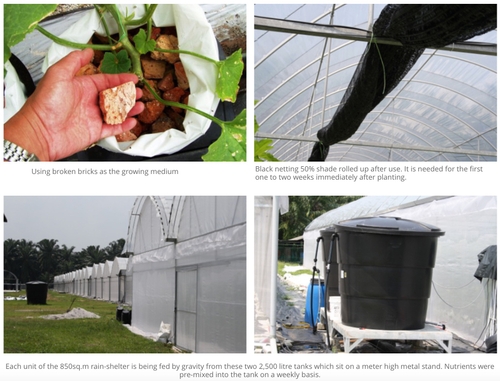 Using broken bricks as the growing medium
Black netting 50% shade rolled up after use. It is needed for the first
one to two weeks immediately after planting.
Each unit of the 850sq.m rain-shelter is being fed by gravity from these two 2,500 litre tanks which sit on a meter high metal stand. Nutrients were
pre-mixed into the tank on a weekly basis.